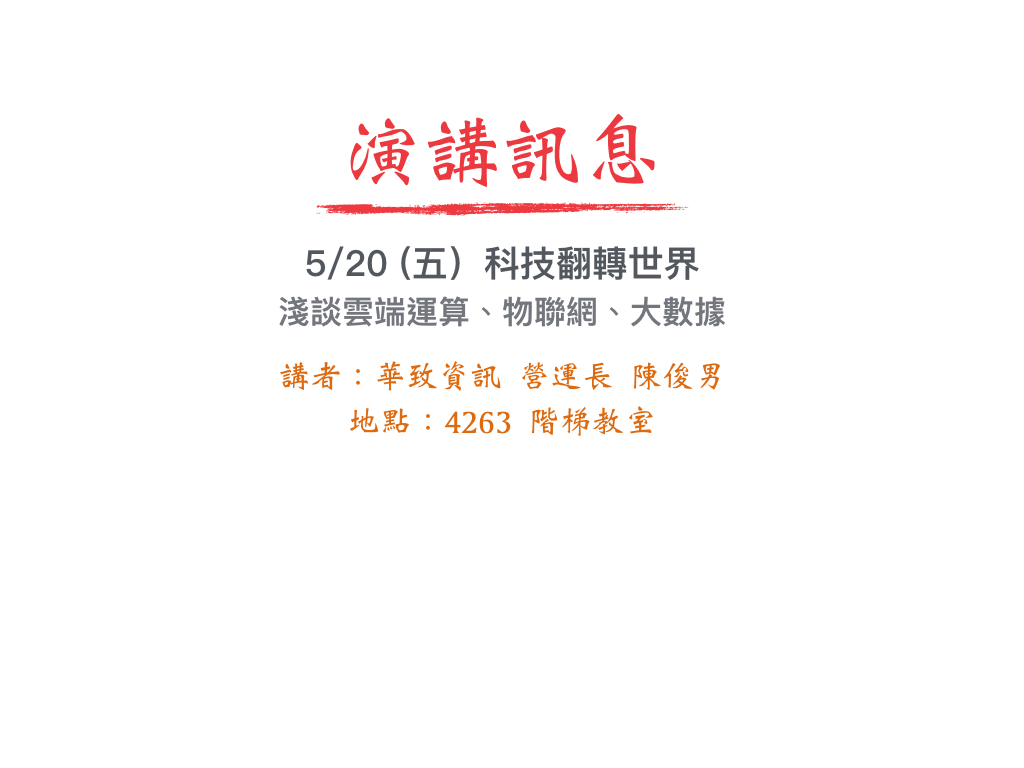 演講訊息
5/20 (五）科技翻轉世界
淺談雲端運算、物聯網、大數據
講者：華致資訊 營運長 陳俊男
地點：4263 階梯教室